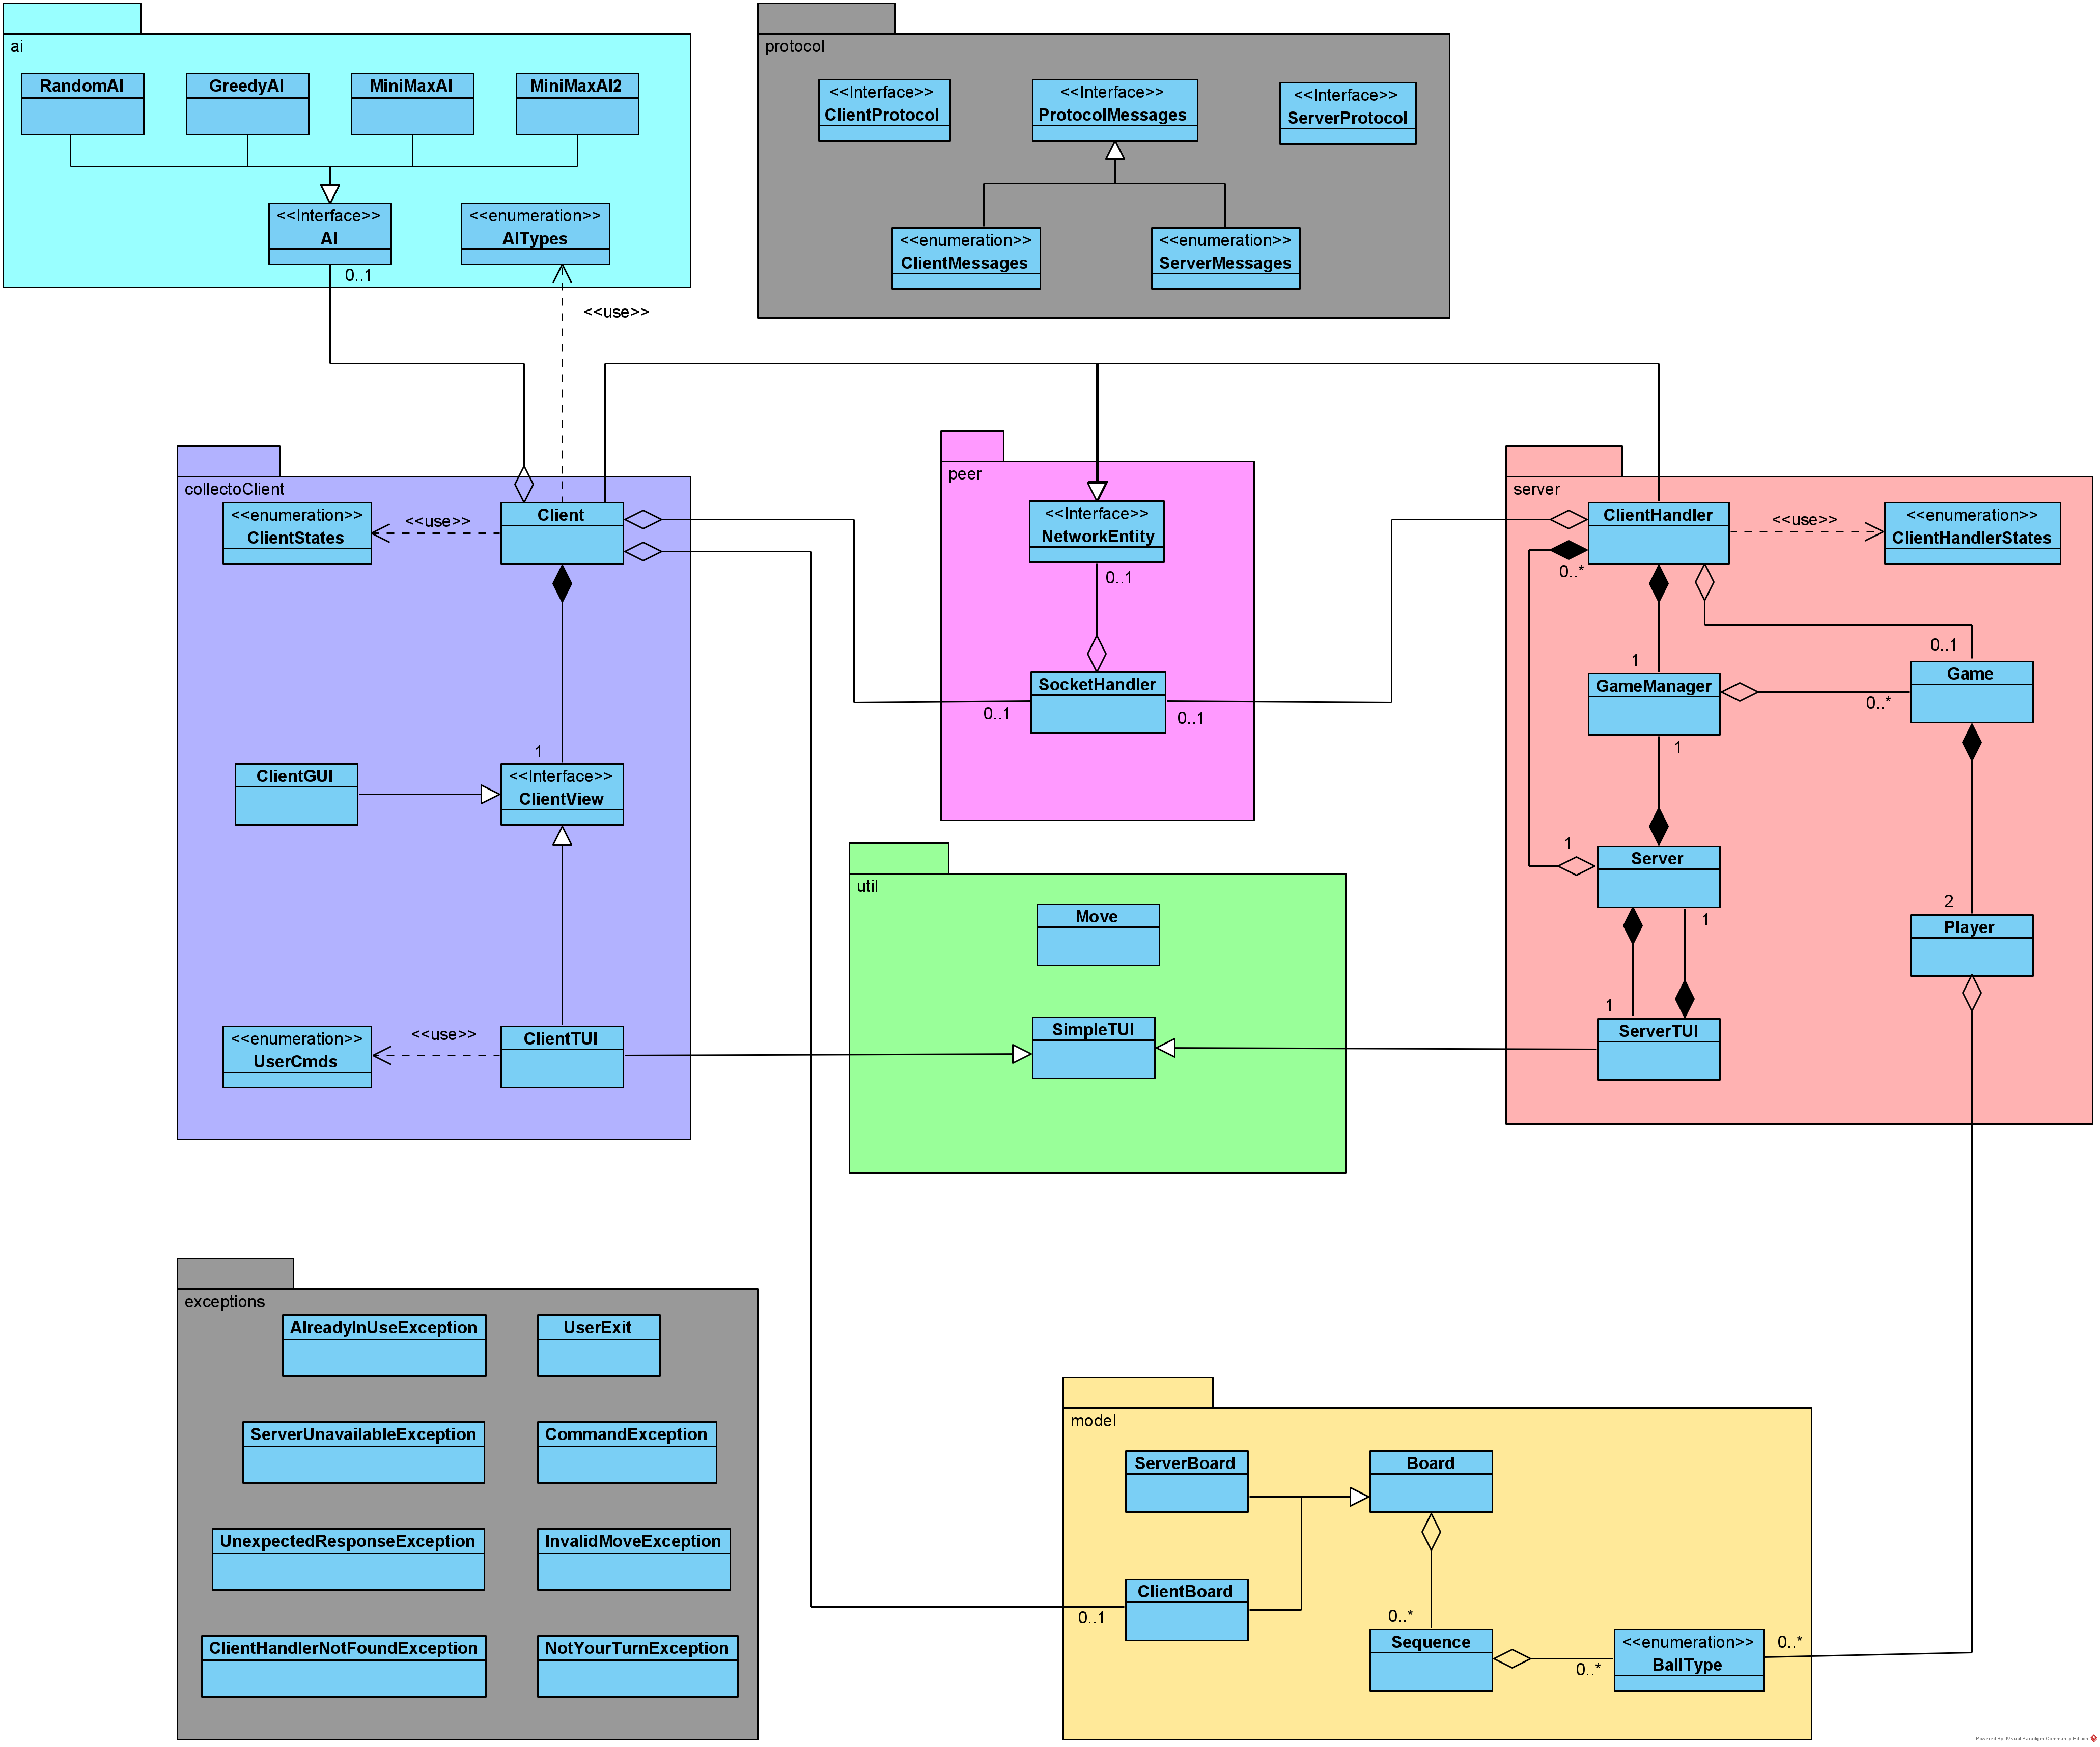 ai
RandomAI
GreedyAI
MiniMaxAI
MiniMaxAI2
<<Interface>>
AI
0..1
<<enumeration>>
AITypes
<<use>>
protocol
<<Interface>>
ClientProtocol
<<Interface>>
ProtocolMessages
<<Interface>>
ServerProtocol
<<enumeration>>
ClientMessages
<<enumeration>>
ServerMessages
collectoClient
<<enumeration>>
ClientStates
<<use>>
Client
1
ClientGUI
<<Interface>>
ClientView
<<enumeration>>
UserCmds
<<use>>
ClientTUI
peer
<<Interface>>
NetworkEntity
0..1
SocketHandler
0..1
0..1
util
Move
SimpleTUI
server
ClientHandler
<<use>>
<<enumeration>>
ClientHandlerStates
0..*
1
0..1
GameManager
Game
0..*
1
1
Server
1
2
Player
1
ServerTUI
exceptions
AlreadyInUseException
UserExit
ServerUnavailableException
CommandException
UnexpectedResponseException
InvalidMoveException
ClientHandlerNotFoundException
NotYourTurnException
model
ServerBoard
Board
ClientBoard
0..1
0..*
Sequence
0..*
<<enumeration>>
BallType
0..*
Powered By Visual Paradigm Community Edition